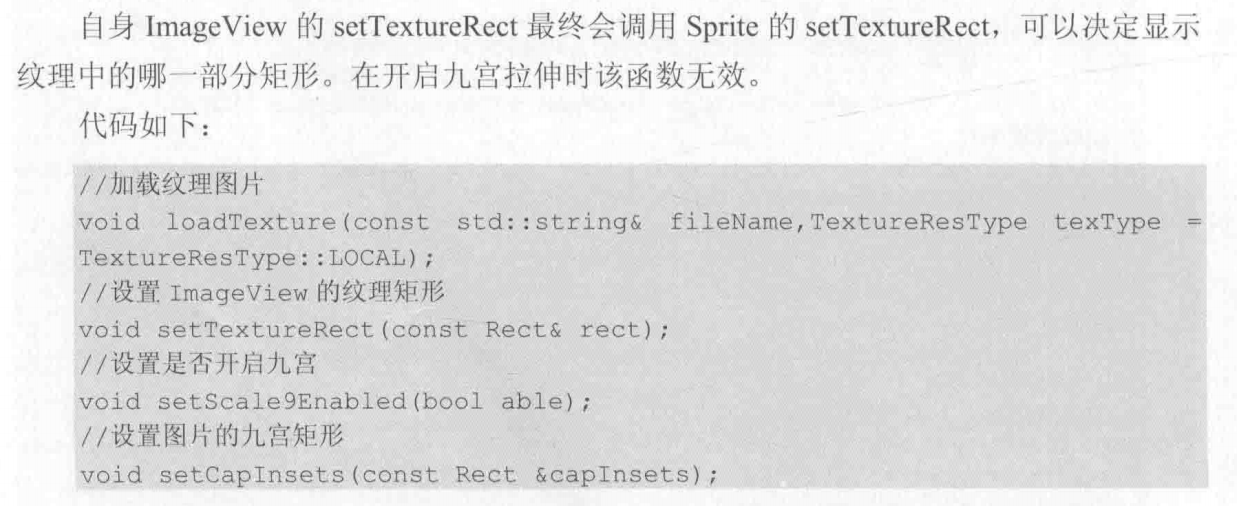 自身 ImageView 的 setTextureRect 最终会调用 Sprite 的 setTextureRect，可以决定显示
纹理中的哪一部分矩形。在开启九宫拉伸时该函数无效。
代码如下：
//加载纹理图片
void loadTexture(const std::string& fileName,TextureResType texType =
TextureResType::LOCAL);
//设置 ImageView 的纹理矩形
void setTextureRect(const Rect& rect);
//设置是否开启九宫
void setScale9Enabled(bool able);
//设置图片的九宫矩形
void setCapInsets(const Rect &capInsets);